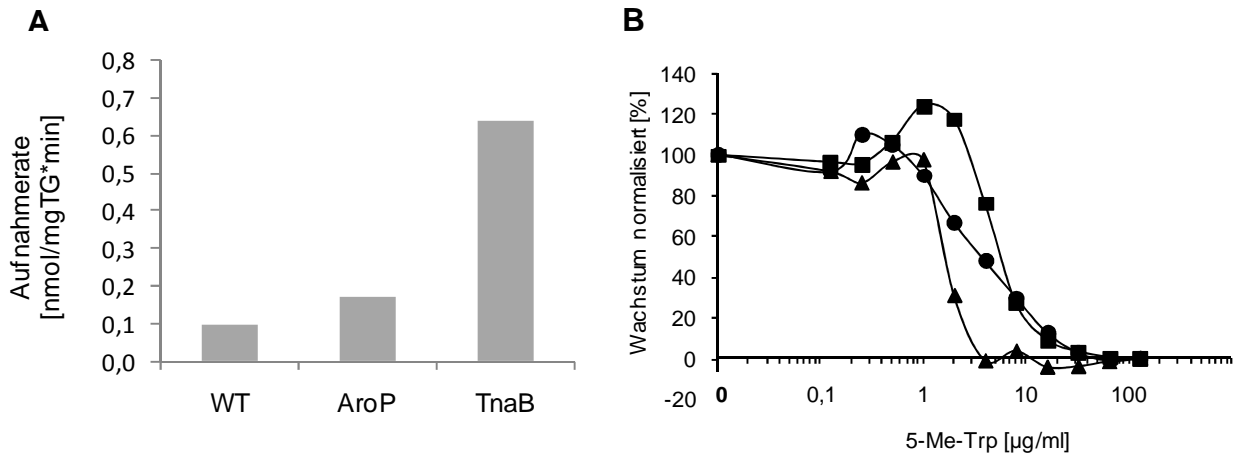 A
Aufnahmerate
[nmol/mgTG*min]
0,8
0,7
0,6
0,5
0,4
0,3
0,2
0,1
0,0
WT AroP TnaB
B
Wachstum normalisiert [%]
140
120
100
80
60
40
20
0
-20
0 0,1 1 10 100
5-Me-Trp [µg/ml]